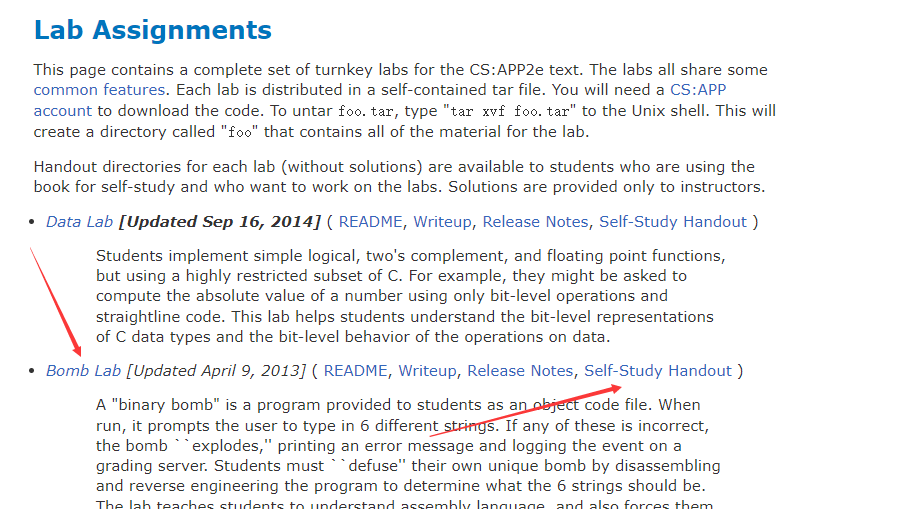 Lab Assignments
This page contains a complete set of turnkey labs for the CS:APP2e text. The labs all share some
common features. Each lab is distributed in a self-contained tar file. You will need a CS:APP
account to download the code. To untar foo.tar, type "tar xvf foo.tar" to the Unix shell. This will
create a directory called "foo" that contains all of the material for the lab.
Handout directories for each lab (without solutions) are available to students who are using the
book for self-study and who want to work on the labs. Solutions are provided only to instructors.
• Data Lab [Updated Sep 16, 2014] ( README, Writeup, Release Notes, Self-Study Handout )
Students implement simple logical, two's complement, and floating point functions,
but using a highly restricted subset of C. For example, they might be asked to
compute the absolute value of a number using only bit-level operations and
straightline code. This lab helps students understand the bit-level representations
of C data types and the bit-level behavior of the operations on data.
• Bomb Lab [Updated April 9, 2013] ( README, Writeup, Release Notes, Self-Study Handout )
A "binary bomb" is a program provided to students as an object code file. When
run, it prompts the user to type in 6 different strings. If any of these is incorrect,
the bomb ``explodes,'' printing an error message and logging the event on a
grading server. Students must ``defuse'' their own unique bomb by disassembling
and reverse engineering the program to determine what the 6 strings should be.
The lab teaches students to understand assembly language, and also forces them